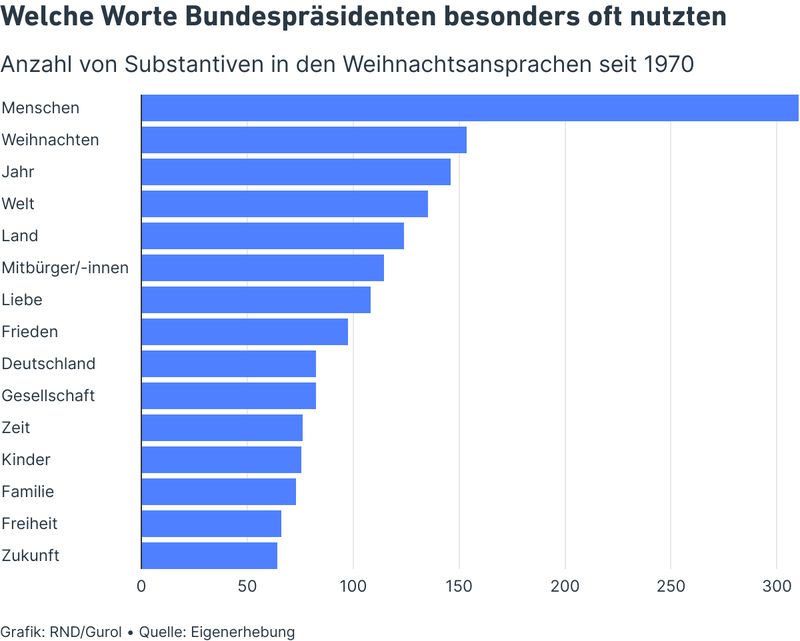 Welche Worte Bundespräsidenten besonders oft nutzten
Anzahl von Substantiven in den Weihnachtsansprachen seit 1970
Menschen
Weihnachten
Jahr
Welt
Land
Mitbürger/-innen
Liebe
Frieden
Deutschland
Gesellschaft
Zeit
Kinder
Familie
Freiheit
Zukunft
0 50 100 150 200 250 300
Grafik: RND/Gurol • Quelle: Eigenerhebung